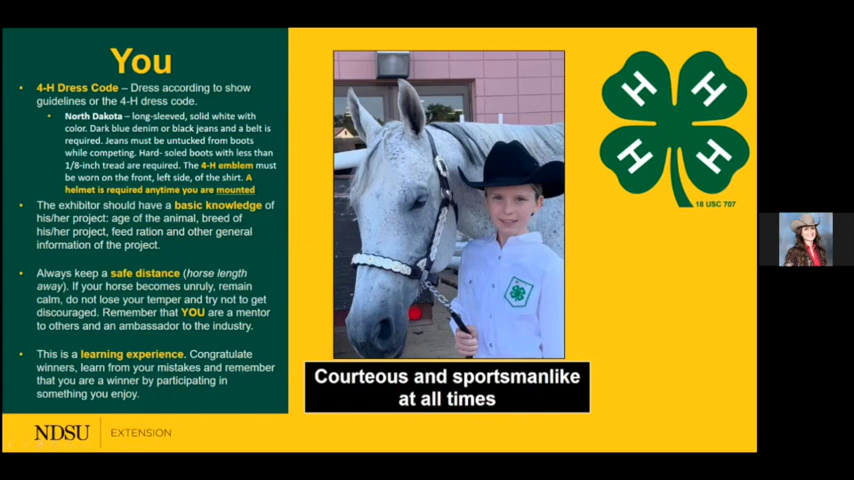 You
• 4-H Dress Code – Dress according to show
guidelines or the 4-H dress code.
• North Dakota – long-sleeved, solid white with
color. Dark blue denim or black jeans and a belt is
required. Jeans must be untucked from boots
while competing. Hard- soled boots with less than
1/8-inch tread are required. The 4-H emblem must
be worn on the front, left side, of the shirt. A
helmet is required anytime you are mounted
• The exhibitor should have a basic knowledge of
his/her project: age of the animal, breed of
his/her project, feed ration and other general
information of the project.
• Always keep a safe distance (horse length
away). If your horse becomes unruly, remain
calm, do not lose your temper and try not to get
discouraged. Remember that YOU are a mentor
to others and an ambassador to the industry.
• This is a learning experience. Congratulate
winners, learn from your mistakes and remember
that you are a winner by participating in
something you enjoy.
Courteous and sportsmanlike
at all times
H H
H H
18 USC 707
NDSU EXTENSION